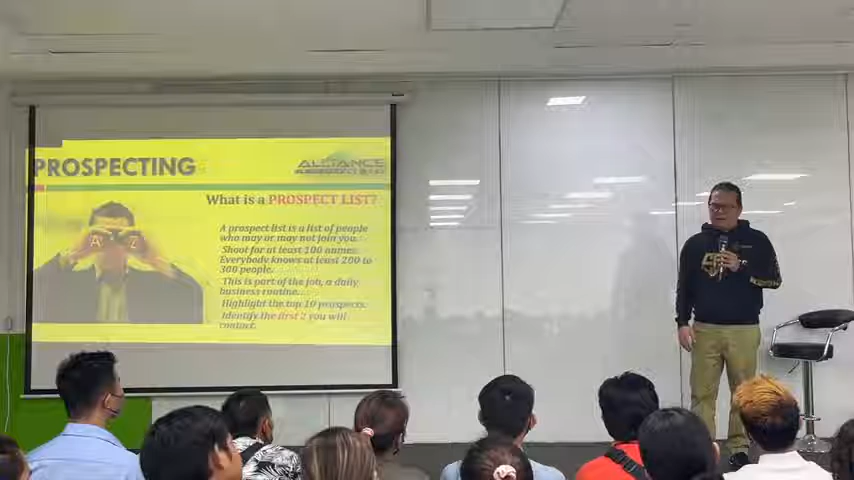 PROSPECTING
ALLIANCE
What is a PROSPECT LIST?
A prospect list is a list of people
who may or may not join you.
Shoot for at least 100 names.
Everybody knows at least 200 to
300 people.
This is part of the job, a daily
business routine.
Highlight the top 10 prospects.
Identify the first 2 you will
contact.
A Z